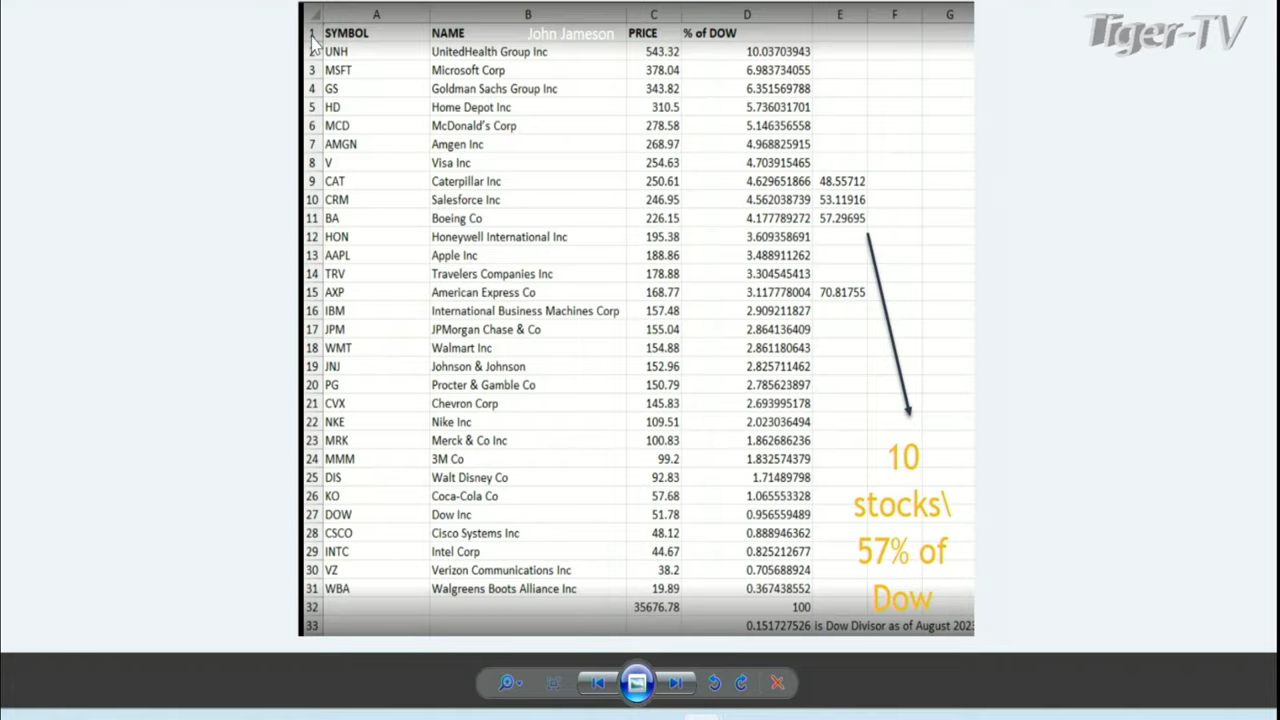 Tiger-TV
A B C D E F G
1 SYMBOL NAME John Jameson PRICE % of DOW
2 UNH UnitedHealth Group Inc 543.32 10.03703943
3 MSFT Microsoft Corp 378.04 6.983734055
4 GS Goldman Sachs Group Inc 343.82 6.351569788
5 HD Home Depot Inc 310.5 5.736031701
6 MCD McDonald's Corp 278.58 5.146356558
7 AMGN Amgen Inc 268.97 4.968825915
8 V Visa Inc 254.63 4.703915465
9 CAT Caterpillar Inc 250.61 4.629651866 48.55712
10 CRM Salesforce Inc 246.95 4.562038739 53.11916
11 BA Boeing Co 226.15 4.177789272 57.29695
12 HON Honeywell International Inc 195.38 3.609358691
13 AAPL Apple Inc 188.86 3.488911262
14 TRV Travelers Companies Inc 178.88 3.304545413
15 AXP American Express Co 168.77 3.117778004 70.81755
16 IBM International Business Machines Corp 157.48 2.909211827
17 JPM JPMorgan Chase & Co 155.04 2.864136409
18 WMT Walmart Inc 154.88 2.861180643
19 JNJ Johnson & Johnson 152.96 2.825711462
20 PG Procter & Gamble Co 150.79 2.785623897
21 CVX Chevron Corp 145.83 2.693995178
22 NKE Nike Inc 109.51 2.023036494
23 MRK Merck & Co Inc 100.83 1.862686236
24 MMM 3M Co 99.2 1.832574379
25 DIS Walt Disney Co 92.83 1.71489798
26 KO Coca-Cola Co 57.68 1.065553328
27 DOW Dow Inc 51.78 0.956559489
28 CSCO Cisco Systems Inc 48.12 0.888946362
29 INTC Intel Corp 44.67 0.825212677
30 VZ Verizon Communications Inc 38.2 0.705688924
31 WBA Walgreens Boots Alliance Inc 19.89 0.367438552
32 35676.78 100
33 0.151727526 is Dow Divisor as of August 2023
10
stocks\
57% of
Dow